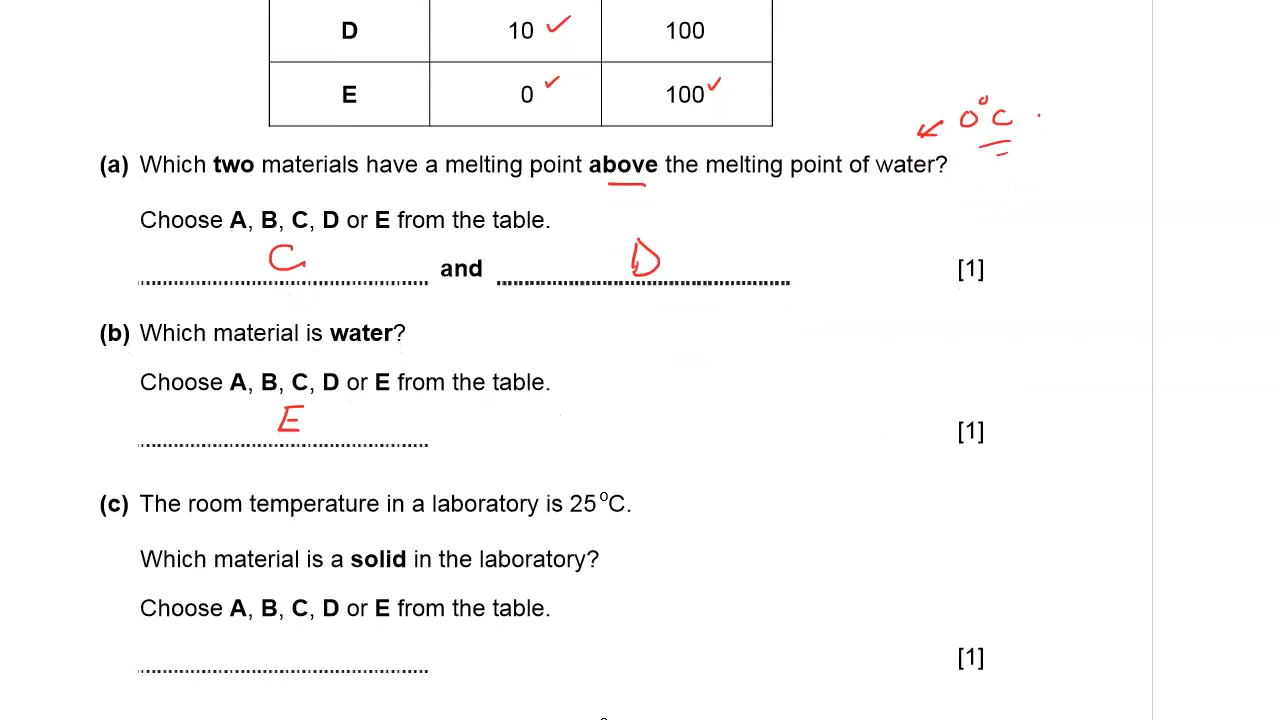 D 10 ✓ 100
E 0 ✓ 100 ✓
0°C
(a) Which two materials have a melting point above the melting point of water?
Choose A, B, C, D or E from the table.
C and D [1]
(b) Which material is water?
Choose A, B, C, D or E from the table.
E [1]
(c) The room temperature in a laboratory is 25°C.
Which material is a solid in the laboratory?
Choose A, B, C, D or E from the table.
[1]